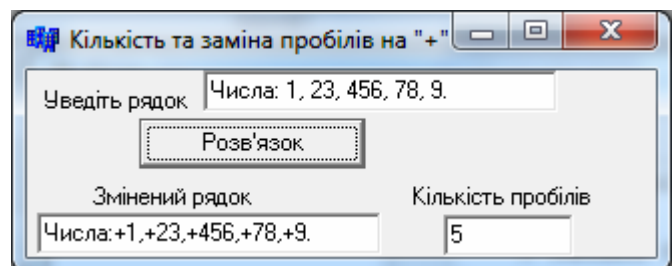 Кількість та заміна пробілів на "+"
Уведіть рядок Числа: 1, 23, 456, 78, 9.
Розв'язок
Змінений рядок Кількість пробілів
Числа:+1,+23,+456,+78,+9. 5